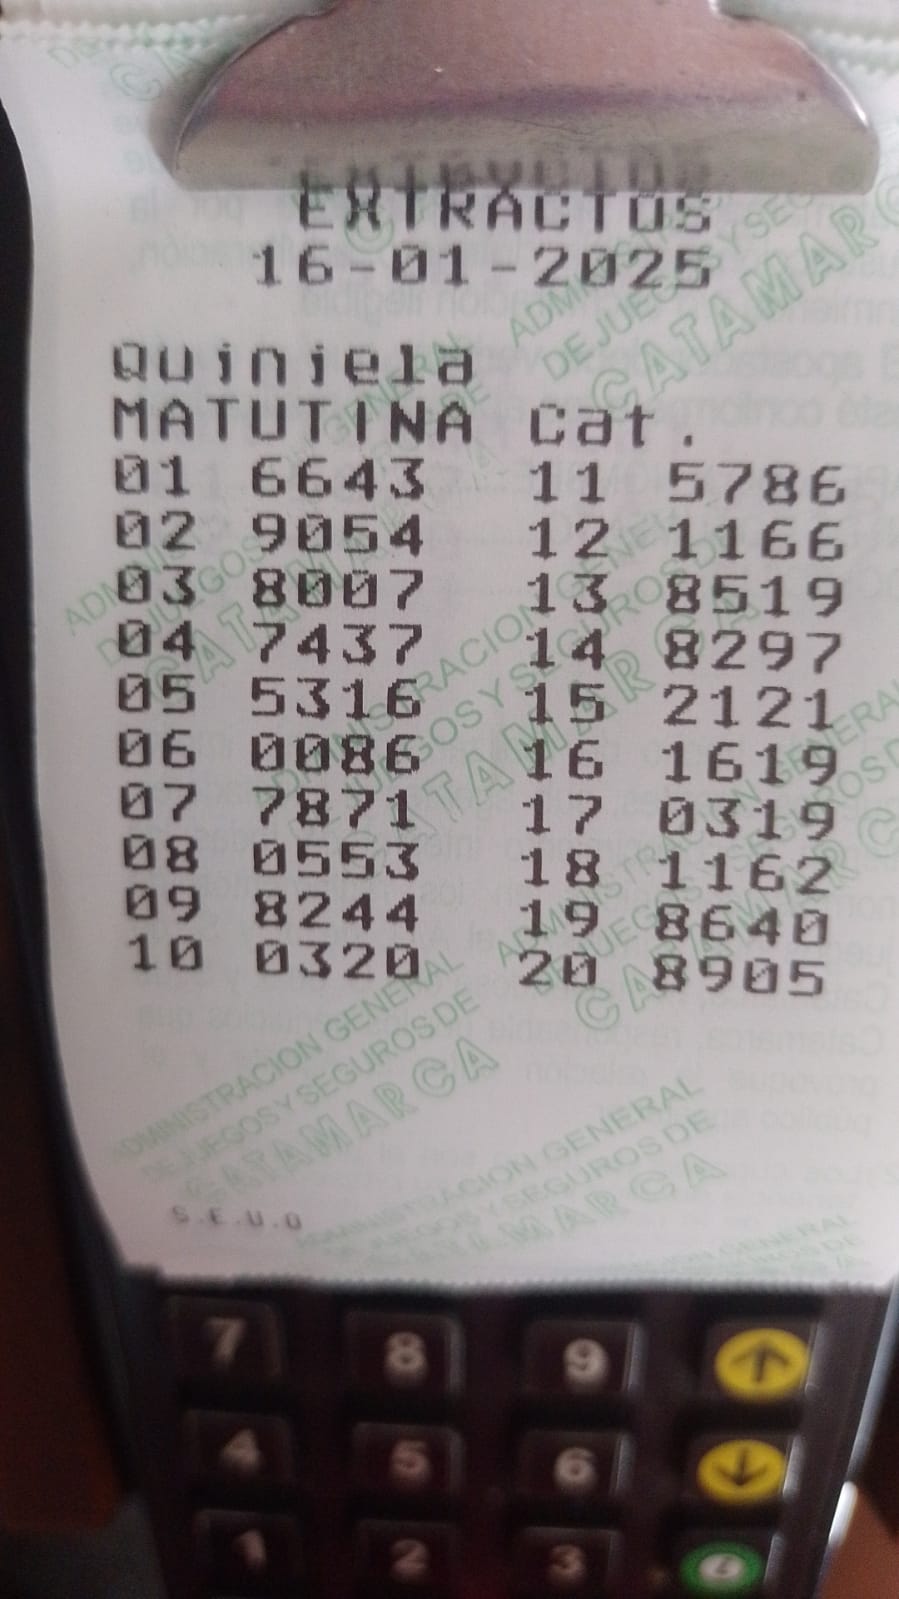 EXTRACTOS
16-01-2025
Quiniela
MATUTINA Cat.
01 6643 11 5786
02 9054 12 1166
03 8007 13 8519
04 7437 14 8297
05 5316 15 2121
06 0086 16 1619
07 7871 17 0319
08 0553 18 1162
09 8244 19 8640
10 0320 20 8905
ADMINISTRACION GENERAL
DE JUEGOS Y SEGUROS DE
CATAMARCA
S.E.U.O
7 8 9
4 5 6
1 2 3